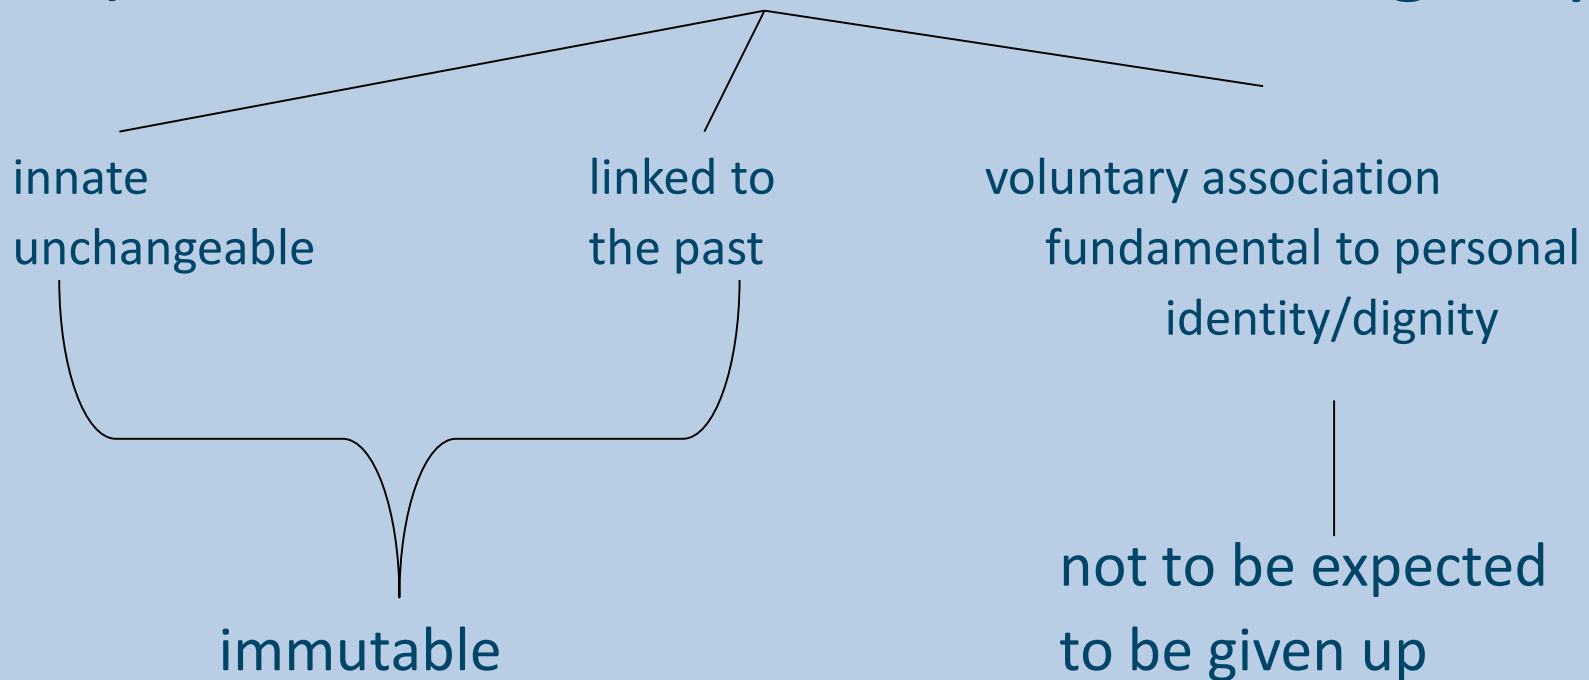 innate
unchangeable
linked to
the past
voluntary association
fundamental to personal
identity/dignity
immutable
not to be expected
to be given up